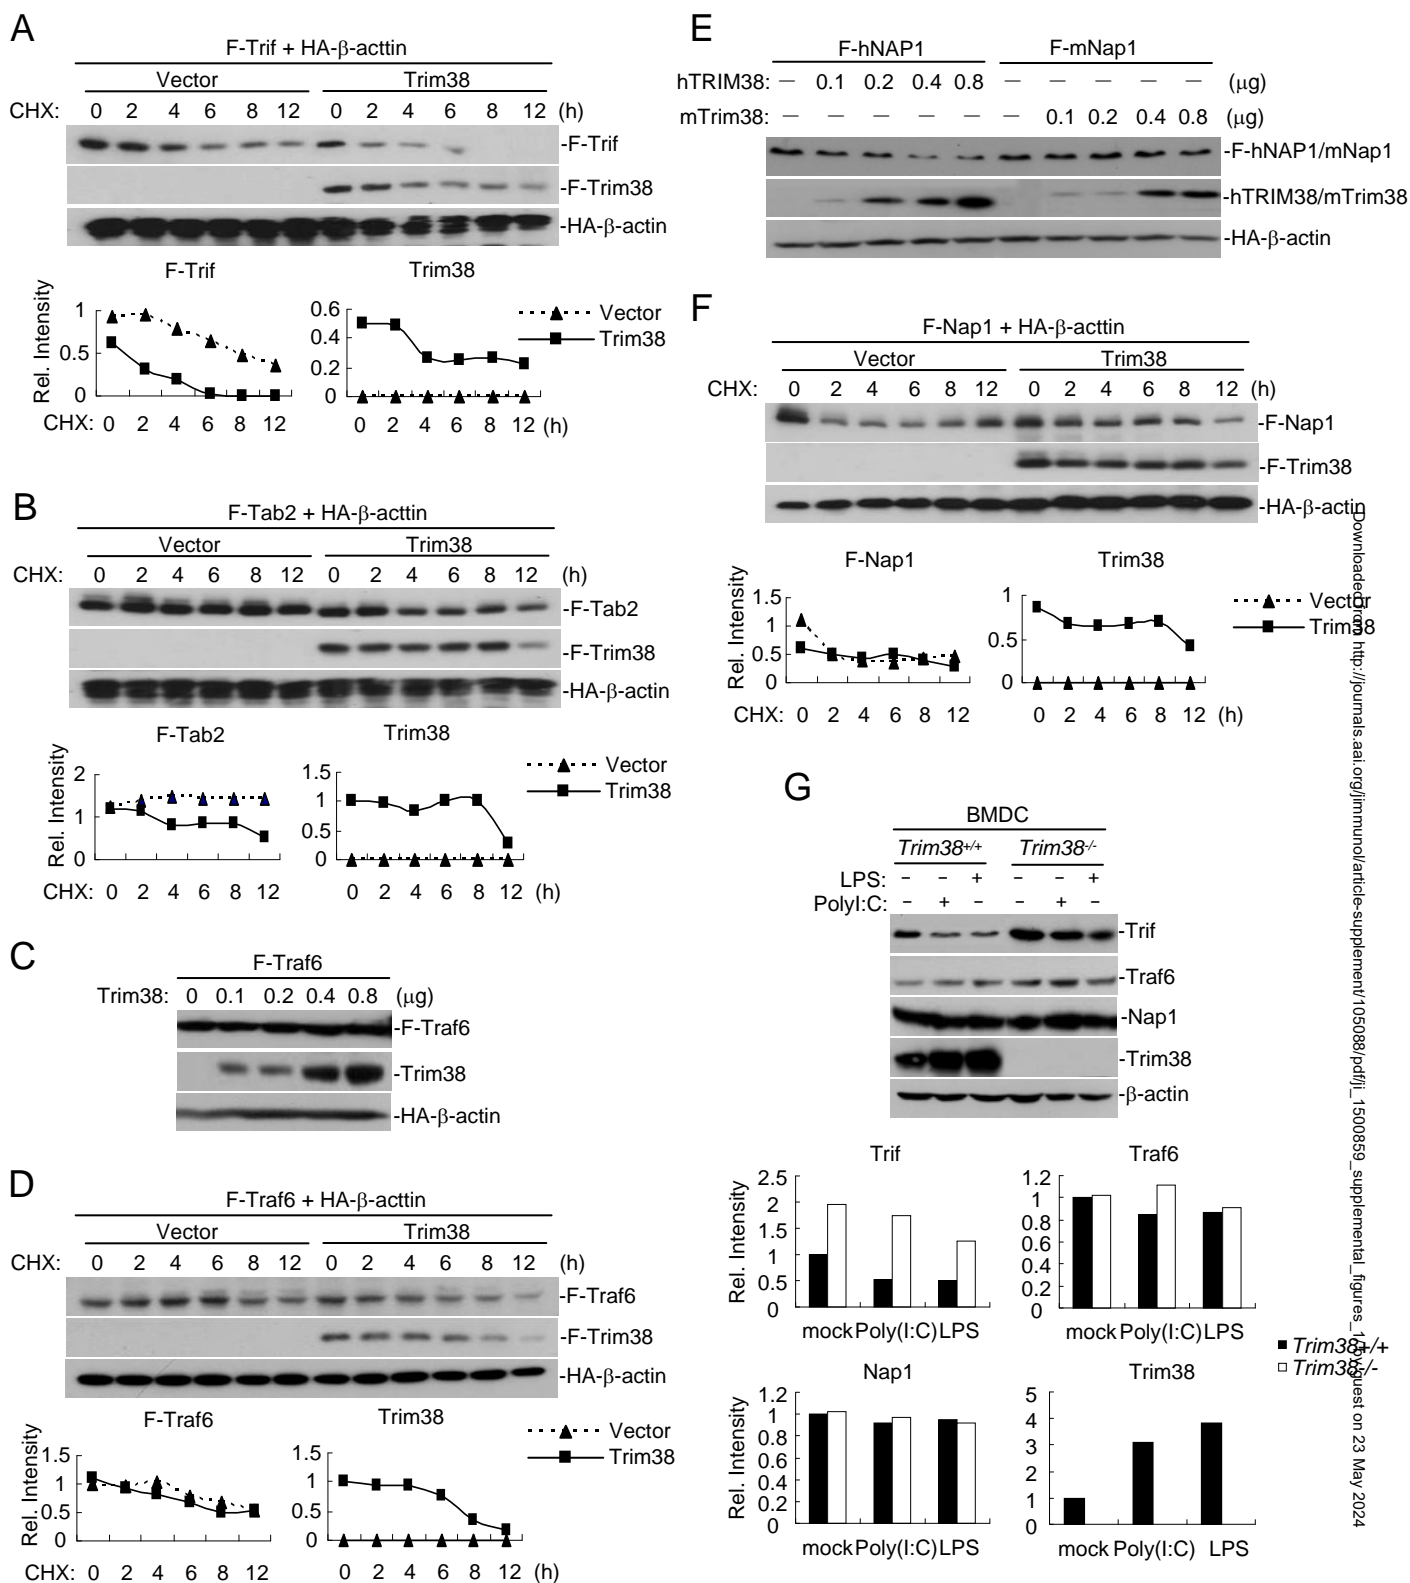 A
F-Trif + HA-β-acttin
Vector Trim38
CHX: 0 2 4 6 8 12 0 2 4 6 8 12 (h)
-F-Trif
-F-Trim38
-HA-β-actin
F-Trif Trim38
Rel. Intensity
1
0.5
0
0.6
0.4
0.2
0
Vector
Trim38
CHX: 0 2 4 6 8 12 0 2 4 6 8 12 (h)
B
F-Tab2 + HA-β-acttin
Vector Trim38
CHX: 0 2 4 6 8 12 0 2 4 6 8 12 (h)
-F-Tab2
-F-Trim38
-HA-β-actin
F-Tab2 Trim38
Rel. Intensity
2
1
0
1.5
1
0.5
0
Vector
Trim38
CHX: 0 2 4 6 8 12 0 2 4 6 8 12 (h)
C
F-Traf6
Trim38: 0 0.1 0.2 0.4 0.8 (μg)
-F-Traf6
-Trim38
-HA-β-actin
D
F-Traf6 + HA-β-acttin
Vector Trim38
CHX: 0 2 4 6 8 12 0 2 4 6 8 12 (h)
-F-Traf6
-F-Trim38
-HA-β-actin
F-Traf6 Trim38
Rel. Intensity
1.5
1
0.5
0
1.5
1
0.5
0
Vector
Trim38
CHX: 0 2 4 6 8 12 0 2 4 6 8 12 (h)
E
F-hNAP1 F-mNap1
hTRIM38: — 0.1 0.2 0.4 0.8 — — — — — (μg)
mTrim38: — — — — — — 0.1 0.2 0.4 0.8 (μg)
-F-hNAP1/mNap1
-hTRIM38/mTrim38
-HA-β-actin
F
F-Nap1 + HA-β-acttin
Vector Trim38
CHX: 0 2 4 6 8 12 0 2 4 6 8 12 (h)
-F-Nap1
-F-Trim38
-HA-β-actin
F-Nap1 Trim38
Rel. Intensity
1.5
1
0.5
0
1
0.5
0
Vector
Trim38
CHX: 0 2 4 6 8 12 0 2 4 6 8 12 (h)
G
BMDC
Trim38+/+ Trim38-/-
LPS: – – + – – +
PolyI:C: – + – – + –
-Trif
-Traf6
-Nap1
-Trim38
-β-actin
Trif
Rel. Intensity
2.5
2
1.5
1
0.5
0
mock Poly(I:C) LPS
Traf6
1.2
1
0.8
0.6
0.4
0.2
0
mock Poly(I:C) LPS
Trim38+/+
Trim38-/-
Nap1
Rel. Intensity
1.2
1
0.8
0.6
0.4
0.2
0
mock Poly(I:C) LPS
Trim38
5
4
3
2
1
0
mock Poly(I:C) LPS
Downloaded from http://journals.aai.org/jimmunol/article-supplement/105088/pdf/ji_1500859_supplemental_figures_1/ by guest on 23 May 2024